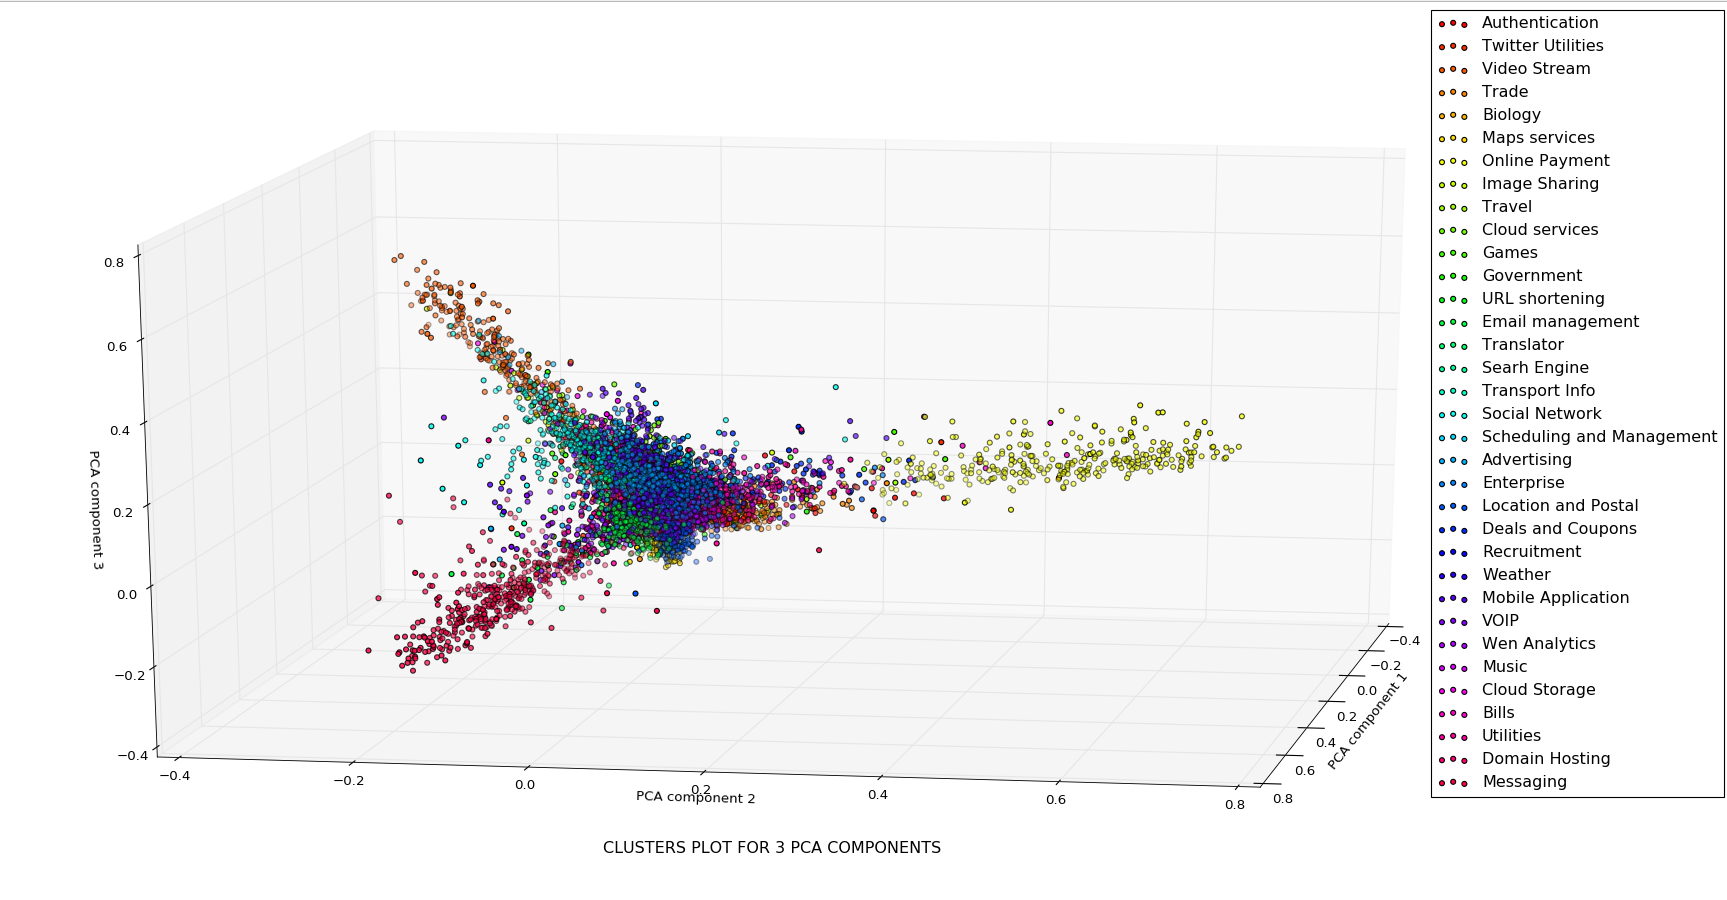 Authentication
Twitter Utilities
Video Stream
Trade
Biology
Maps services
Online Payment
Image Sharing
Travel
Cloud services
Games
Government
URL shortening
Email management
Translator
Searh Engine
Transport Info
Social Network
Scheduling and Management
Advertising
Enterprise
Location and Postal
Deals and Coupons
Recruitment
Weather
Mobile Application
VOIP
Wen Analytics
Music
Cloud Storage
Bills
Utilities
Domain Hosting
Messaging
0.8
0.6
0.4
0.2
0.0
−0.2
−0.4
PCA component 3
−0.4
−0.2
0.0
0.2
0.4
0.6
0.8
PCA component 2
−0.4
−0.2
0.0
0.2
0.4
0.6
0.8
PCA component 1
CLUSTERS PLOT FOR 3 PCA COMPONENTS